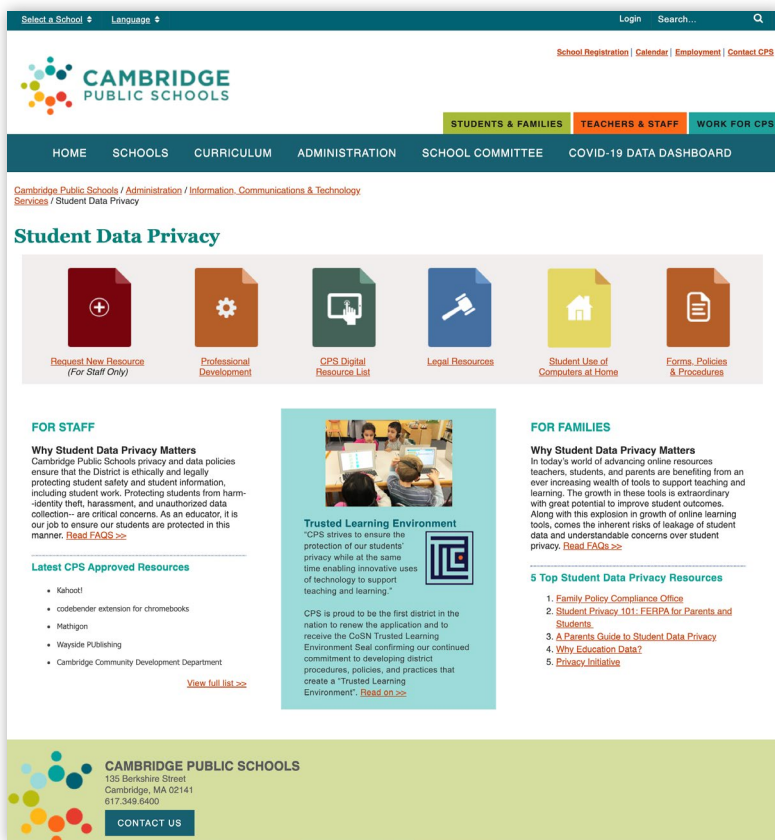 Select a School
Language
Login
Search...
School Registration | Calendar | Employment | Contact CPS
CAMBRIDGE
PUBLIC SCHOOLS
STUDENTS & FAMILIES
TEACHERS & STAFF
WORK FOR CPS
HOME
SCHOOLS
CURRICULUM
ADMINISTRATION
SCHOOL COMMITTEE
COVID-19 DATA DASHBOARD
Cambridge Public Schools / Administration / Information, Communications & Technology
Services / Student Data Privacy
Student Data Privacy
Request New Resource
(For Staff Only)
Professional
Development
CPS Digital
Resource List
Legal Resources
Student Use of
Computers at Home
Forms, Policies
& Procedures
FOR STAFF
Why Student Data Privacy Matters
Cambridge Public Schools privacy and data policies
ensure that the District is ethically and legally
protecting student safety and student information,
including student work. Protecting students from harm-
-identity theft, harassment, and unauthorized data
collection-- are critical concerns. As an educator, it is
our job to ensure our students are protected in this
manner. Read FAQS >>
Latest CPS Approved Resources
• Kahoot!
• codebender extension for chromebooks
• Mathigon
• Wayside PUblishing
• Cambridge Community Development Department
View full list >>
Trusted Learning Environment
"CPS strives to ensure the
protection of our students'
privacy while at the same
time enabling innovative uses
of technology to support
teaching and learning."
CPS is proud to be the first district in the
nation to renew the application and to
receive the CoSN Trusted Learning
Environment Seal confirming our continued
commitment to developing district
procedures, policies, and practices that
create a "Trusted Learning
Environment". Read on >>
FOR FAMILIES
Why Student Data Privacy Matters
In today's world of advancing online resources
teachers, students, and parents are benefiting from an
ever increasing wealth of tools to support teaching and
learning. The growth in these tools is extraordinary
with great potential to improve student outcomes.
Along with this explosion in growth of online learning
tools, comes the inherent risks of leakage of student
data and understandable concerns over student
privacy. Read FAQs >>
5 Top Student Data Privacy Resources
1. Family Policy Compliance Office
2. Student Privacy 101: FERPA for Parents and
Students
3. A Parents Guide to Student Data Privacy
4. Why Education Data?
5. Privacy Initiative
CAMBRIDGE PUBLIC SCHOOLS
135 Berkshire Street
Cambridge, MA 02141
617.349.6400
CONTACT US